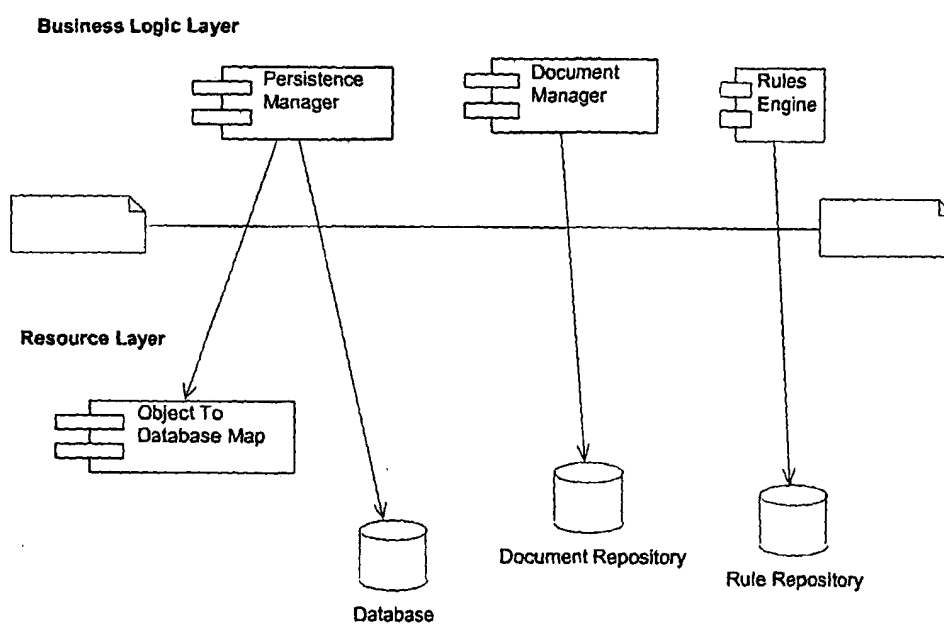 Business Logic Layer
Persistence
Manager
Document
Manager
Rules
Engine
Resource Layer
Object To
Database Map
Document Repository
Rule Repository
Database